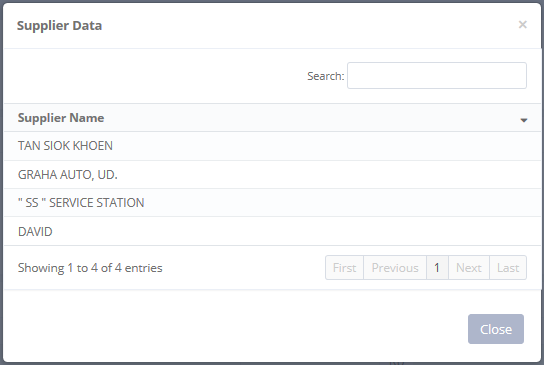 Supplier Data ×
Search:
Supplier Name
TAN SIOK KHOEN
GRAHA AUTO, UD.
" SS " SERVICE STATION
DAVID
Showing 1 to 4 of 4 entries First Previous 1 Next Last
Close